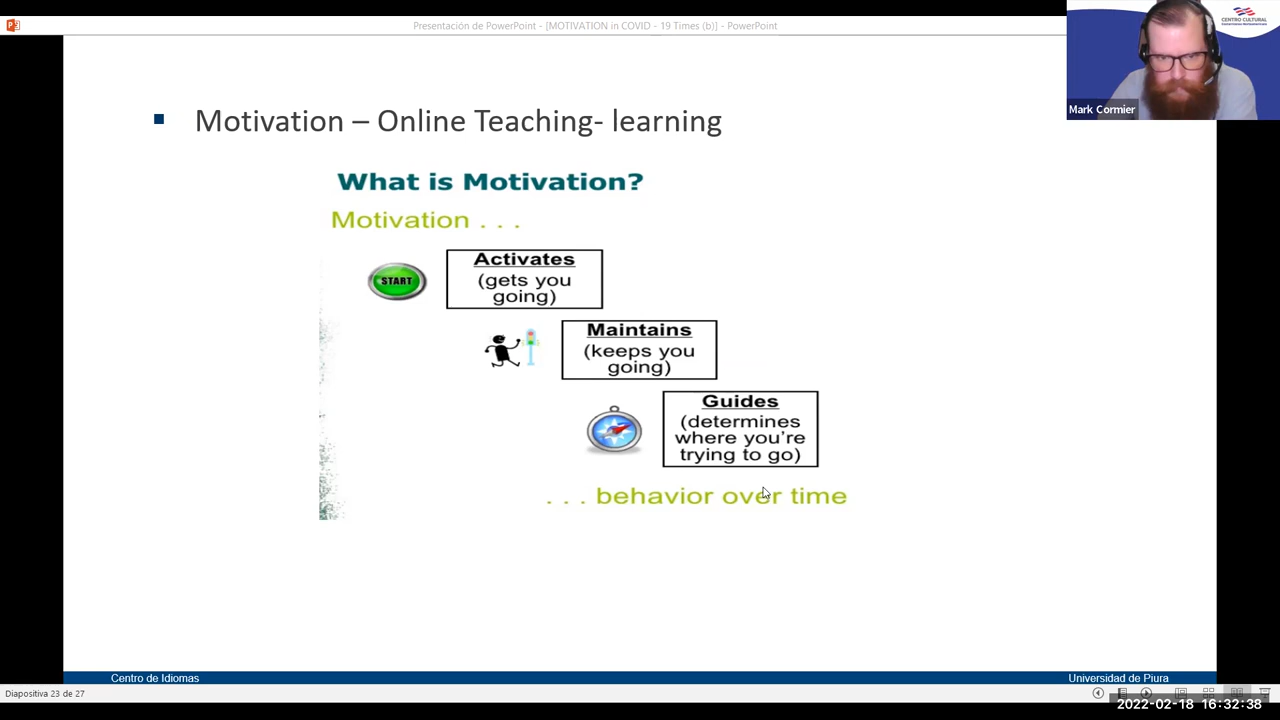 Presentación de PowerPoint - [MOTIVATION in COVID - 19 Times (b)] - PowerPoint
CENTRO CULTURAL
Mark Cormier
Motivation – Online Teaching- learning
What is Motivation?
Motivation . . .
START
Activates
(gets you
going)
Maintains
(keeps you
going)
Guides
(determines
where you're
trying to go)
. . . behavior over time
Centro de Idiomas
Universidad de Piura
Diapositiva 23 de 27
2022-02-18 16:32:38